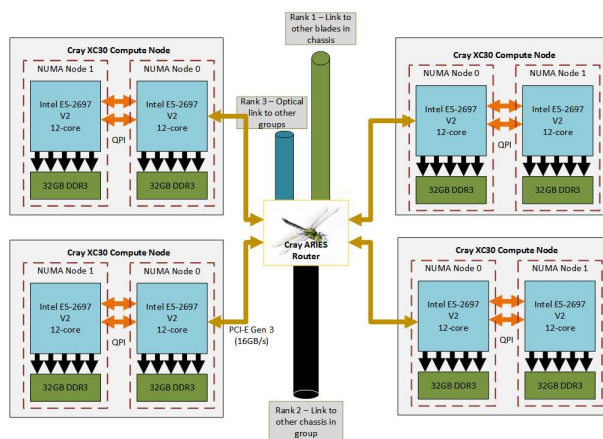 Cray XC30 Compute Node
NUMA Node 1
NUMA Node 0
Intel E5-2697
V2
12-core
Intel E5-2697
V2
12-core
QPI
32GB DDR3
32GB DDR3
Rank 1 – Link to
other blades in
chassis
Rank 3 – Optical
link to other
groups
Cray XC30 Compute Node
NUMA Node 0
NUMA Node 1
Intel E5-2697
V2
12-core
Intel E5-2697
V2
12-core
QPI
32GB DDR3
32GB DDR3
Cray ARIES
Router
Cray XC30 Compute Node
NUMA Node 1
NUMA Node 0
Intel E5-2697
V2
12-core
Intel E5-2697
V2
12-core
QPI
32GB DDR3
32GB DDR3
PCI-E Gen 3
(16GB/s)
Cray XC30 Compute Node
NUMA Node 0
NUMA Node 1
Intel E5-2697
V2
12-core
Intel E5-2697
V2
12-core
QPI
32GB DDR3
32GB DDR3
Rank 2 – Link to
other chassis in
group